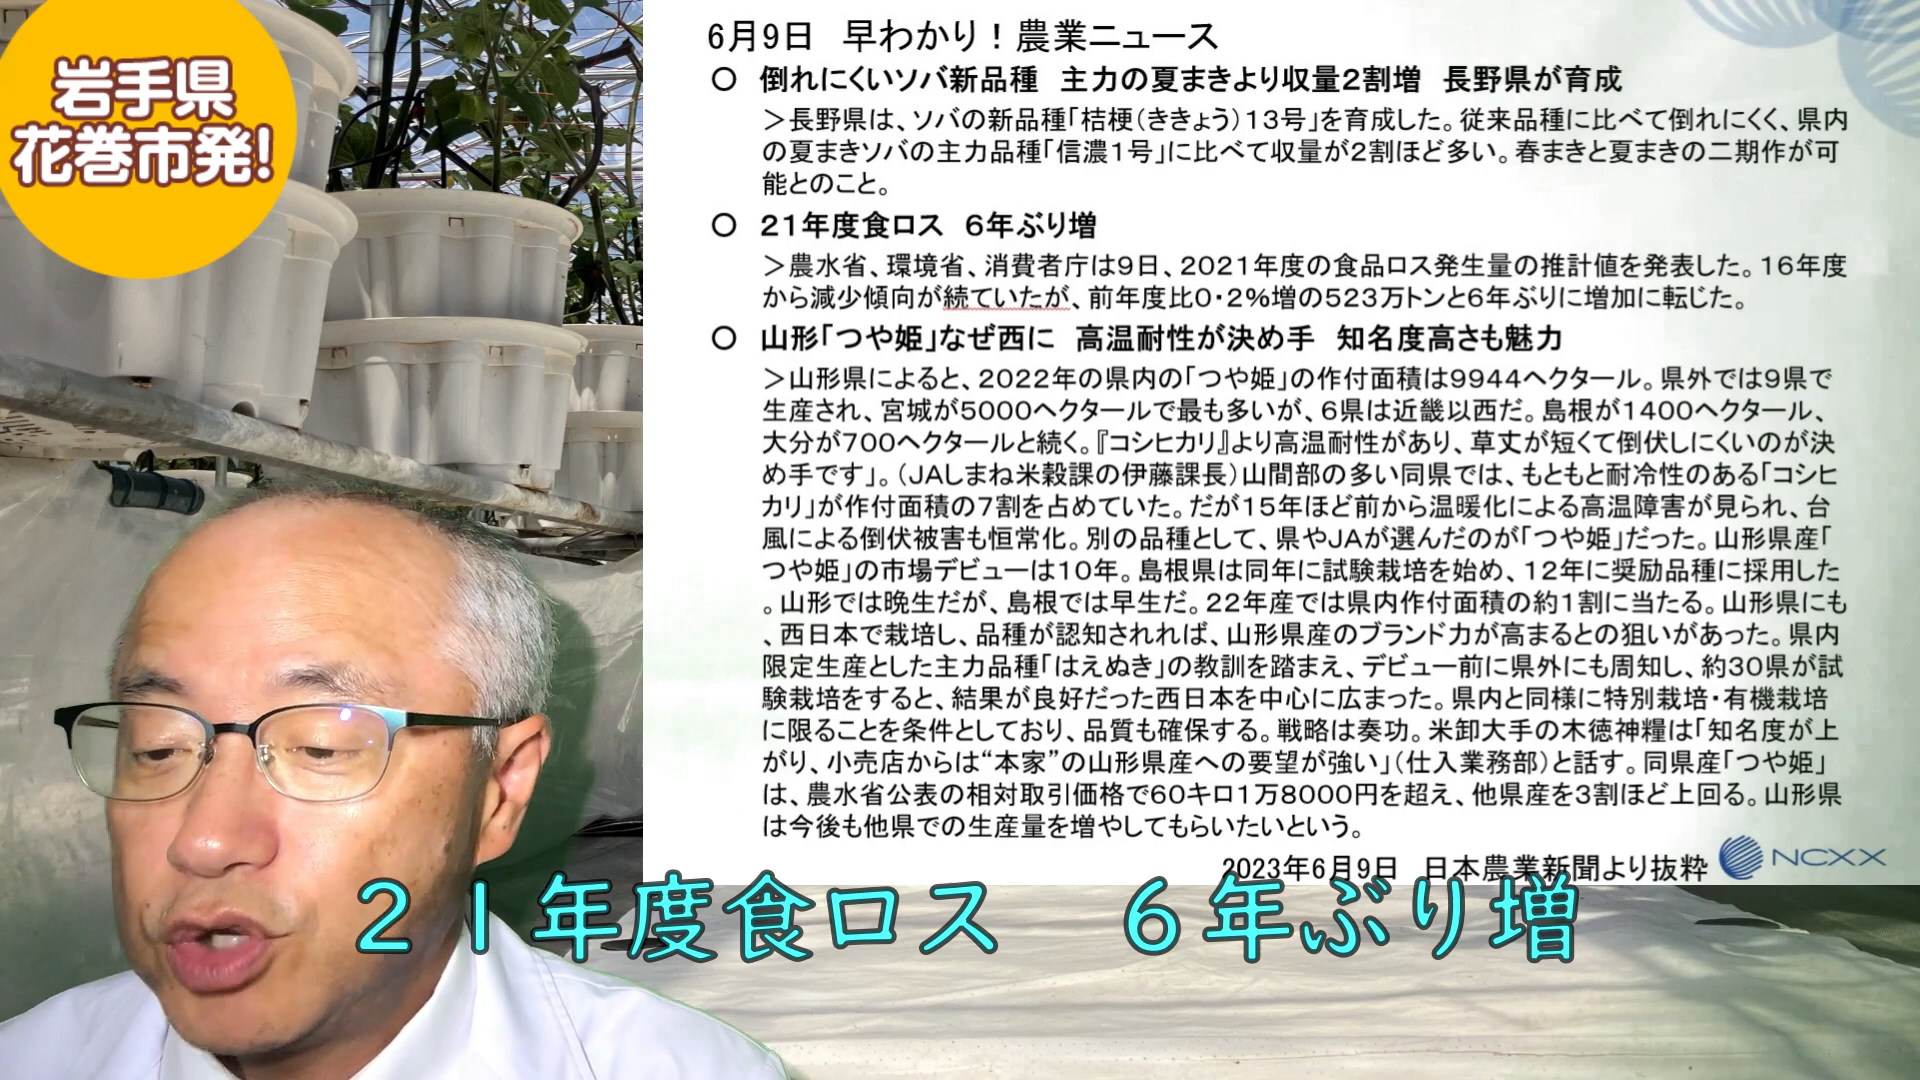 岩手県
花巻市発!
6月9日 早わかり！農業ニュース
〇 倒れにくいソバ新品種 主力の夏まきより収量2割増 長野県が育成
＞長野県は、ソバの新品種「桔梗（ききょう）13号」を育成した。従来品種に比べて倒れにくく、県内
の夏まきソバの主力品種「信濃1号」に比べて収量が2割ほど多い。春まきと夏まきの二期作が可
能とのこと。
〇 21年度食ロス 6年ぶり増
＞農水省、環境省、消費者庁は9日、2021年度の食品ロス発生量の推計値を発表した。16年度
から減少傾向が続ていたが、前年度比0・2%増の523万トンと6年ぶりに増加に転じた。
〇 山形「つや姫」なぜ西に 高温耐性が決め手 知名度高さも魅力
＞山形県によると、2022年の県内の「つや姫」の作付面積は9944ヘクタール。県外では9県で
生産され、宮城が5000ヘクタールで最も多いが、6県は近畿以西だ。島根が1400ヘクタール、
大分が700ヘクタールと続く。『コシヒカリ』より高温耐性があり、草丈が短くて倒伏しにくいのが決
め手です」。（JAしまね米穀課の伊藤課長）山間部の多い同県では、もともと耐冷性のある「コシヒ
カリ」が作付面積の7割を占めていた。だが15年ほど前から温暖化による高温障害が見られ、台
風による倒伏被害も恒常化。別の品種として、県やJAが選んだのが「つや姫」だった。山形県産「
つや姫」の市場デビューは10年。島根県は同年に試験栽培を始め、12年に奨励品種に採用した
。山形では晩生だが、島根では早生だ。22年産では県内作付面積の約1割に当たる。山形県にも
、西日本で栽培し、品種が認知されれば、山形県産のブランド力が高まるとの狙いがあった。県内
限定生産とした主力品種「はえぬき」の教訓を踏まえ、デビュー前に県外にも周知し、約30県が試
験栽培をすると、結果が良好だった西日本を中心に広まった。県内と同様に特別栽培・有機栽培
に限ることを条件としており、品質も確保する。戦略は奏功。米卸大手の木徳神糧は「知名度が上
がり、小売店からは“本家”の山形県産への要望が強い」（仕入業務部）と話す。同県産「つや姫」
は、農水省公表の相対取引価格で60キロ1万8000円を超え、他県産を3割ほど上回る。山形県
は今後も他県での生産量を増やしてもらいたいという。
2023年6月9日 日本農業新聞より抜粋
NCXX
２１年度食ロス ６年ぶり増